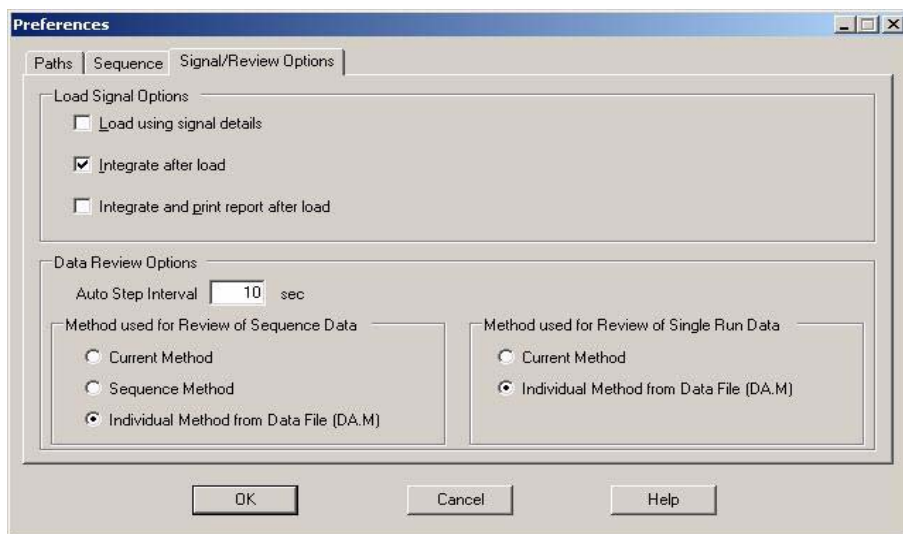 Preferences
Paths Sequence Signal/Review Options
Load Signal Options
Load using signal details
Integrate after load
Integrate and print report after load
Data Review Options
Auto Step Interval 10 sec
Method used for Review of Sequence Data
Current Method
Sequence Method
Individual Method from Data File (DA.M)
Method used for Review of Single Run Data
Current Method
Individual Method from Data File (DA.M)
OK Cancel Help